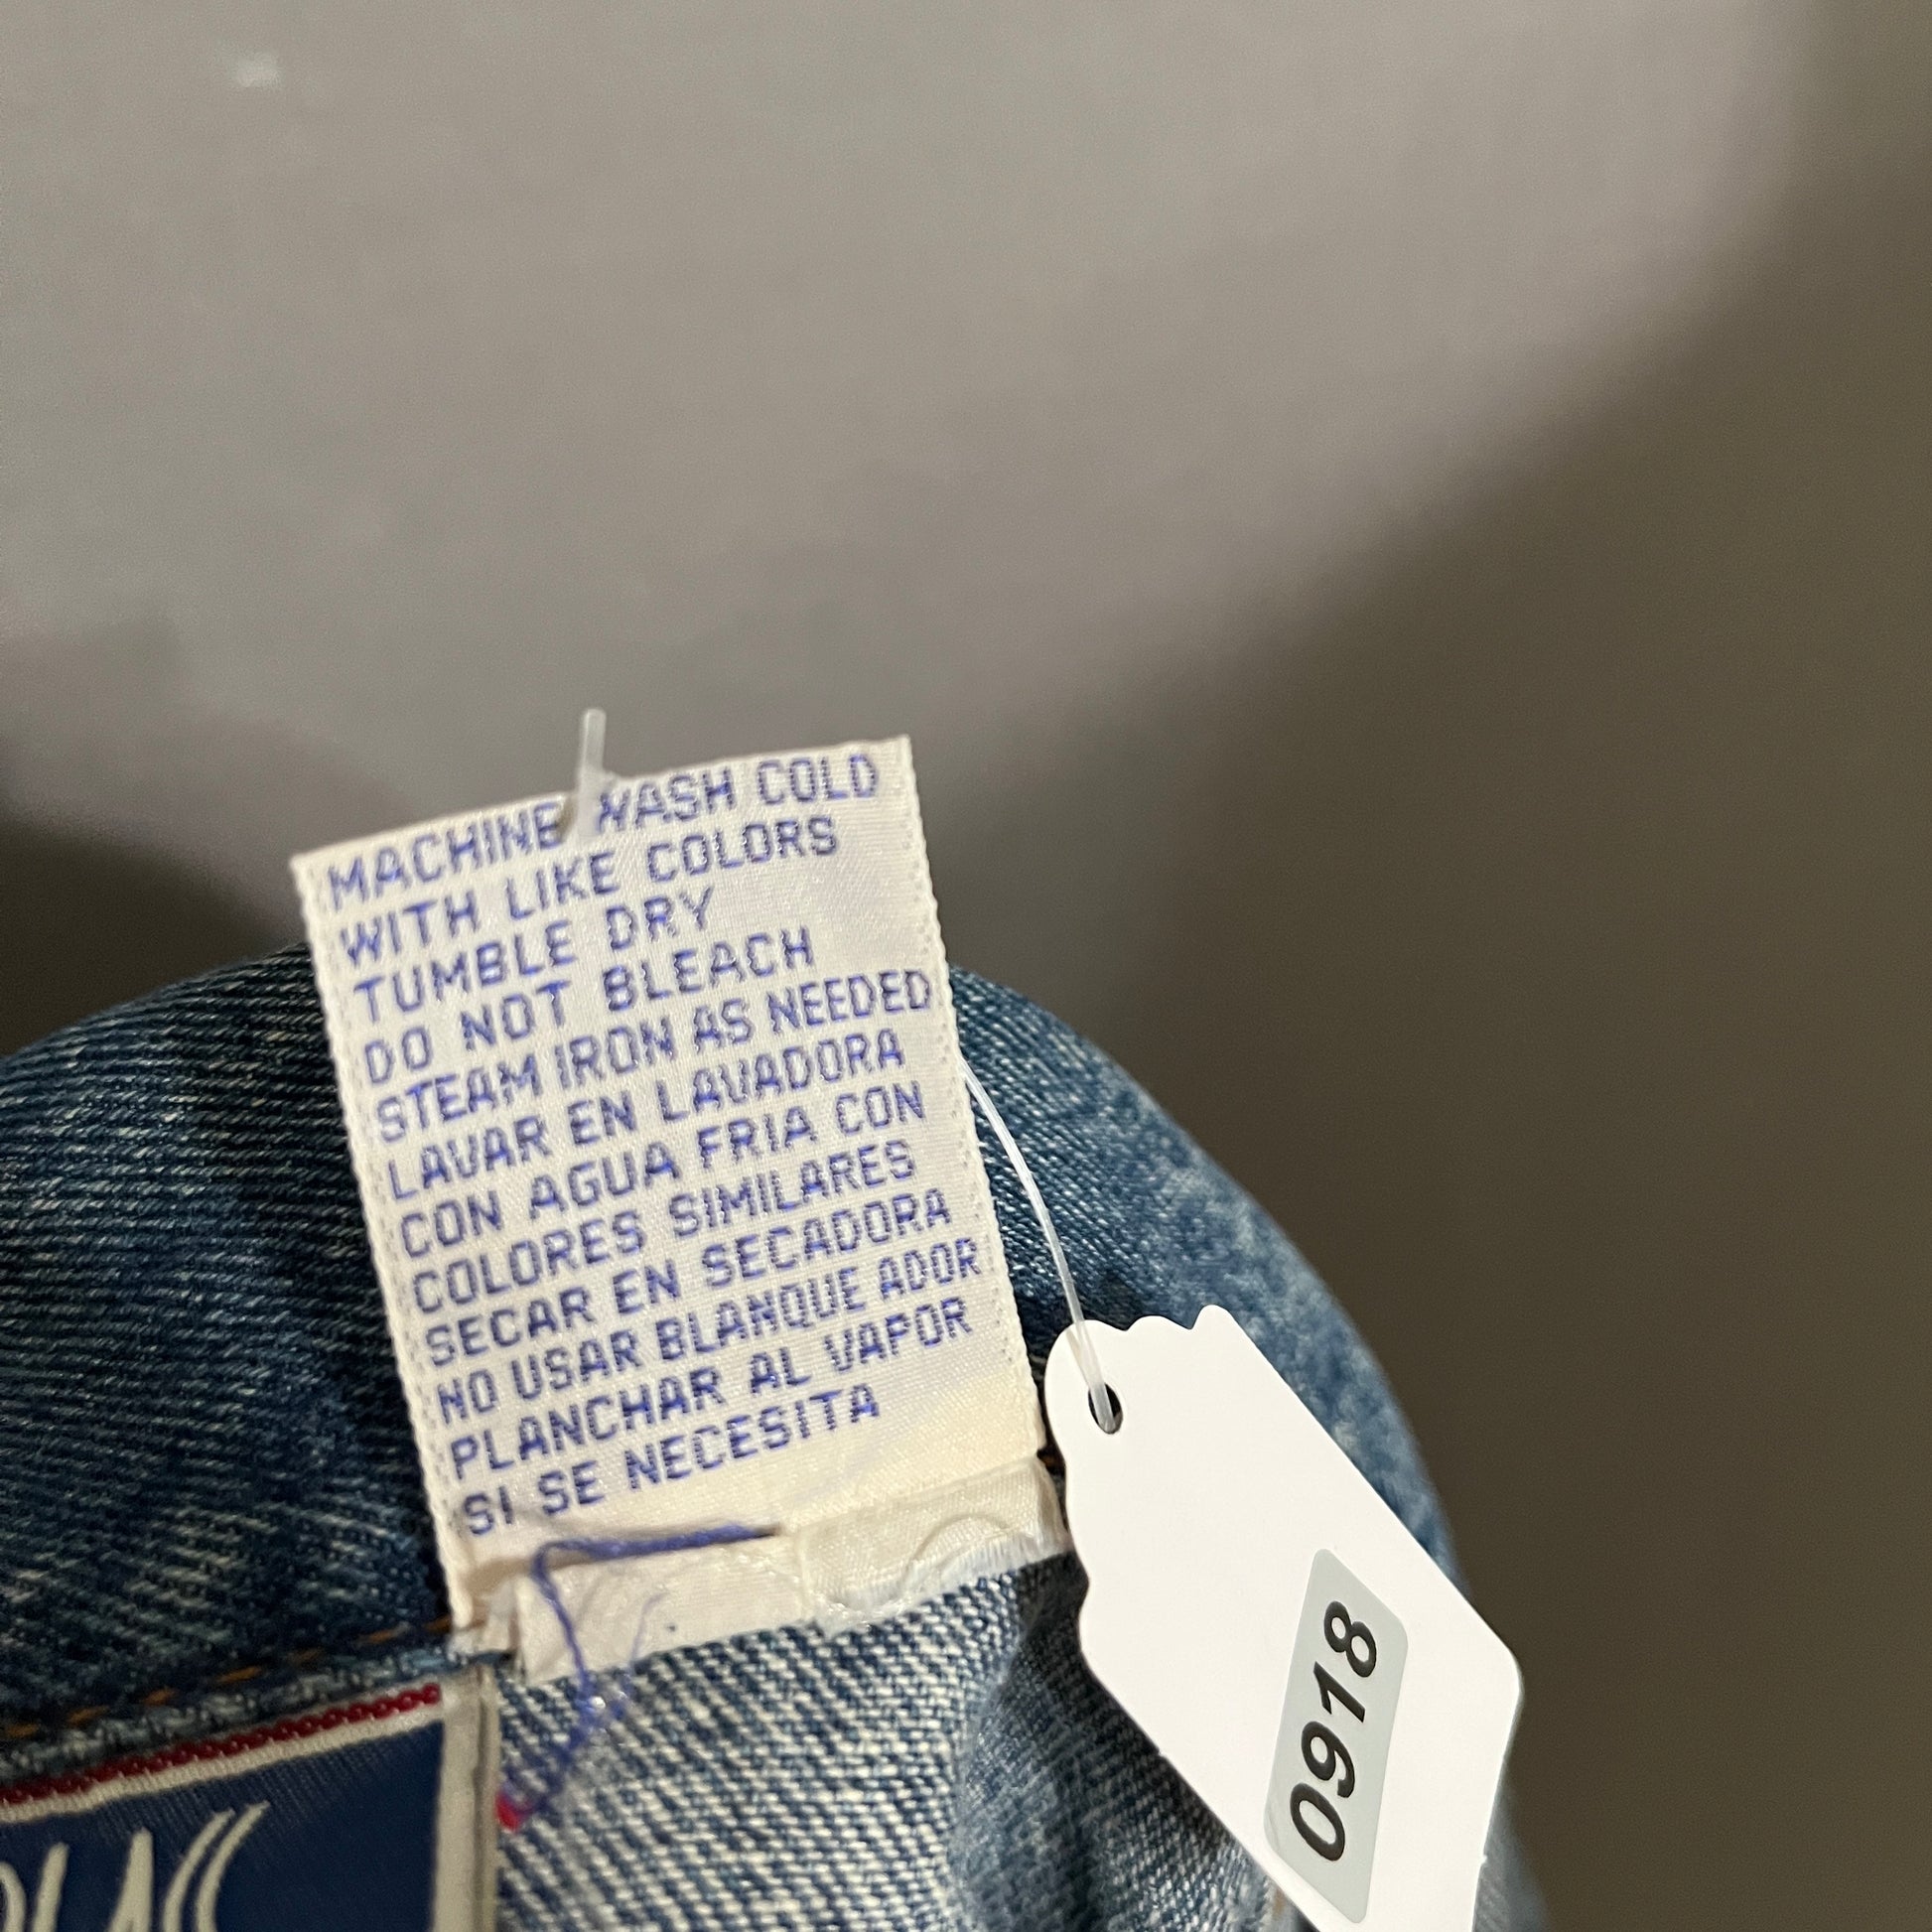 MACHINE WASH COLD
WITH LIKE COLORS
TUMBLE DRY
DO NOT BLEACH
STEAM IRON AS NEEDED
LAVAR EN LAVADORA
CON AGUA FRIA CON
COLORES SIMILARES
SECAR EN SECADORA
NO USAR BLANQUE ADOR
PLANCHAR AL VAPOR
SI SE NECESITA
0918